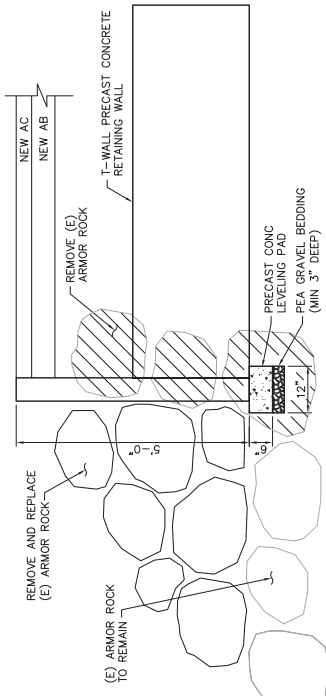 NEW AC
NEW AB
T-WALL PRECAST CONCRETE
RETAINING WALL
REMOVE (E)
ARMOR ROCK
PRECAST CONC
LEVELING PAD
PEA GRAVEL BEDDING
(MIN 3" DEEP)
REMOVE AND REPLACE
(E) ARMOR ROCK
5'-0"
6"
12"
(E) ARMOR ROCK
TO REMAIN